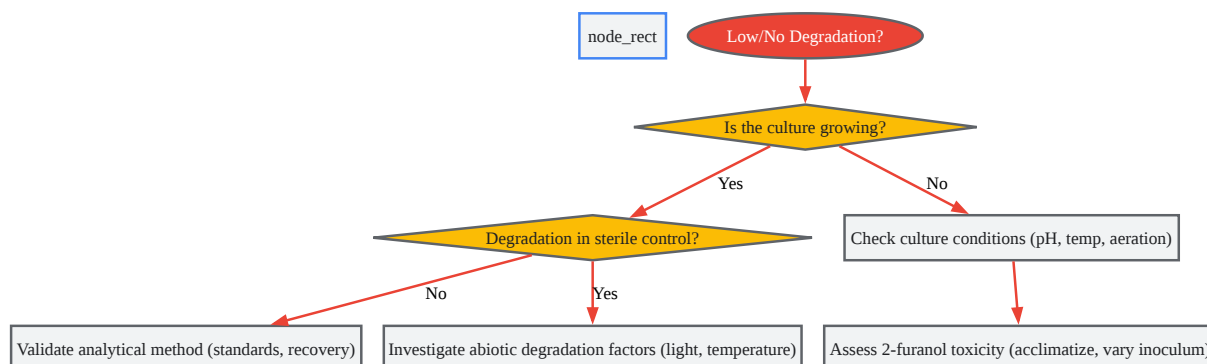 node_rect
Low/No Degradation?
Is the culture growing?
Yes
No
Degradation in sterile control?
Check culture conditions (pH, temp, aeration)
No
Yes
Validate analytical method (standards, recovery)
Investigate abiotic degradation factors (light, temperature)
Assess 2-furanol toxicity (acclimatize, vary inoculum)